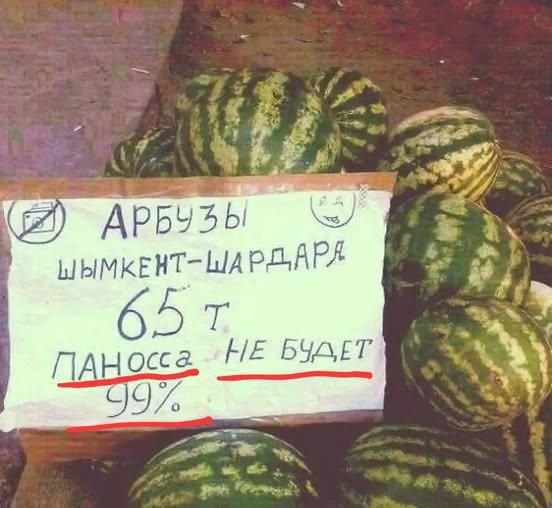 АРБУЗЫ
ШЫМКЕНТ-ШАРДАРА
65 т
ПАНОССа НЕ БУДЕТ
99%